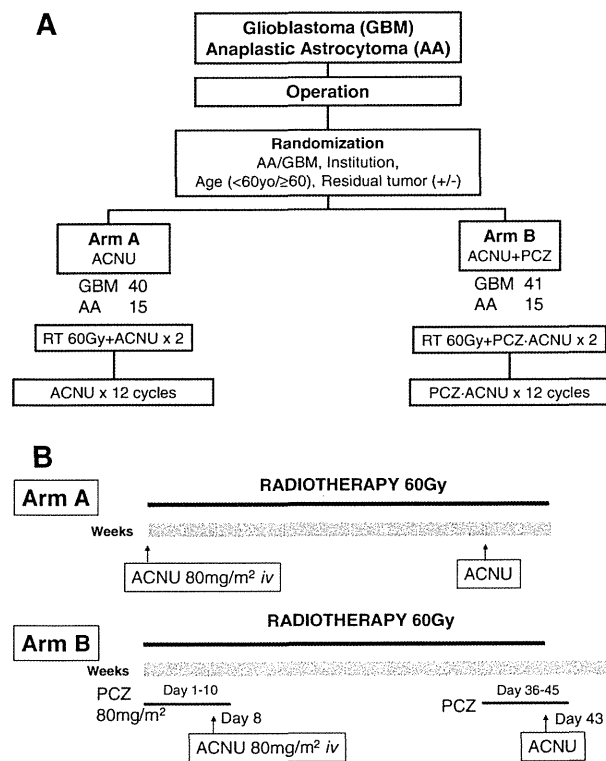 A
Glioblastoma (GBM)
Anaplastic Astrocytoma (AA)
Operation
Randomization
AA/GBM, Institution,
Age (<60yo/≥60), Residual tumor (+/-)
Arm A
ACNU
GBM 40
AA 15
RT 60Gy+ACNU x 2
ACNU x 12 cycles
Arm B
ACNU+PCZ
GBM 41
AA 15
RT 60Gy+PCZ·ACNU x 2
PCZ·ACNU x 12 cycles
B
Arm A
RADIOTHERAPY 60Gy
Weeks
ACNU 80mg/m² iv
ACNU
Arm B
RADIOTHERAPY 60Gy
Weeks
PCZ
80mg/m²
Day 1-10
Day 8
ACNU 80mg/m² iv
PCZ
Day 36-45
Day 43
ACNU